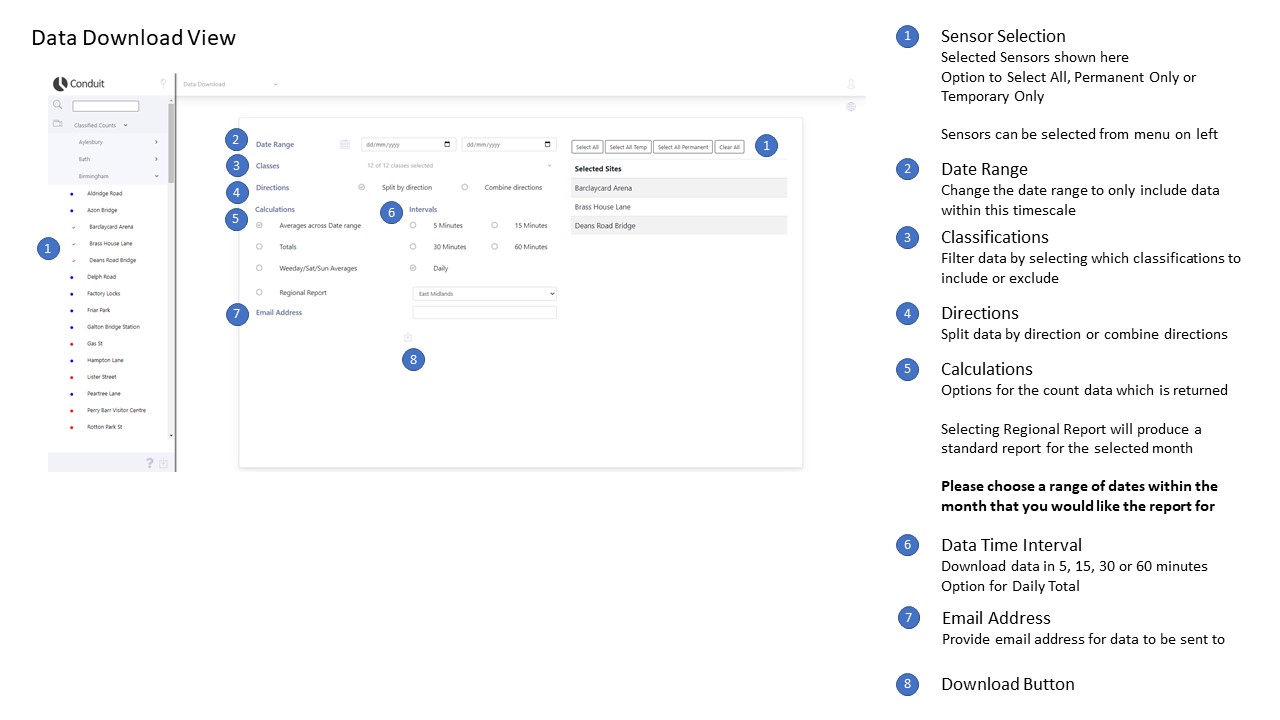 Data Download View
Conduit
Data Download
Classified Counts
Aylesbury
Bath
Birmingham
Aldridge Road
Azon Bridge
Barclaycard Arena
Brass House Lane
Deans Road Bridge
Delph Road
Factory Locks
Friar Park
Galton Bridge Station
Gas St
Hampton Lane
Lister Street
Peartree Lane
Perry Barr Visitor Centre
Rotton Park St
?
1
2 Date Range dd/mm/yyyy dd/mm/yyyy
3 Classes 12 of 12 classes selected
4 Directions Split by direction Combine directions
5 Calculations 6 Intervals
Averages across Date range 5 Minutes 15 Minutes
Totals 30 Minutes 60 Minutes
Weeday/Sat/Sun Averages Daily
Regional Report East Midlands
7 Email Address
8
Select All Select All Temp Select All Permanent Clear All 1
Selected Sites
Barclaycard Arena
Brass House Lane
Deans Road Bridge
1 Sensor Selection
Selected Sensors shown here
Option to Select All, Permanent Only or
Temporary Only
Sensors can be selected from menu on left
2 Date Range
Change the date range to only include data
within this timescale
3 Classifications
Filter data by selecting which classifications to
include or exclude
4 Directions
Split data by direction or combine directions
5 Calculations
Options for the count data which is returned
Selecting Regional Report will produce a
standard report for the selected month
Please choose a range of dates within the
month that you would like the report for
6 Data Time Interval
Download data in 5, 15, 30 or 60 minutes
Option for Daily Total
7 Email Address
Provide email address for data to be sent to
8 Download Button